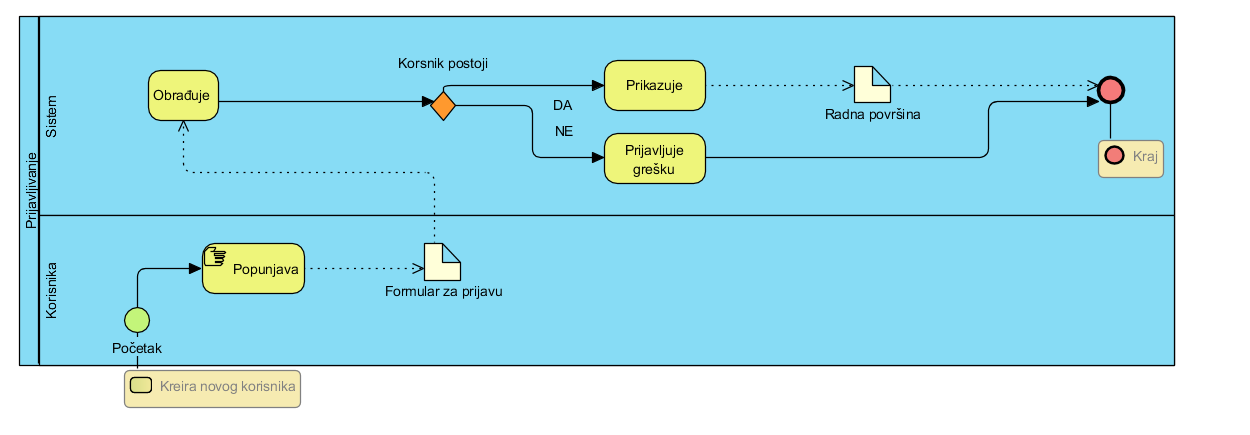 Prijavljivanje
Sistem
Obrađuje
Korsnik postoji
DA
NE
Prikazuje
Prijavljuje
grešku
Radna površina
Kraj
Korisnika
Početak
Popunjava
Formular za prijavu
Kreira novog korisnika